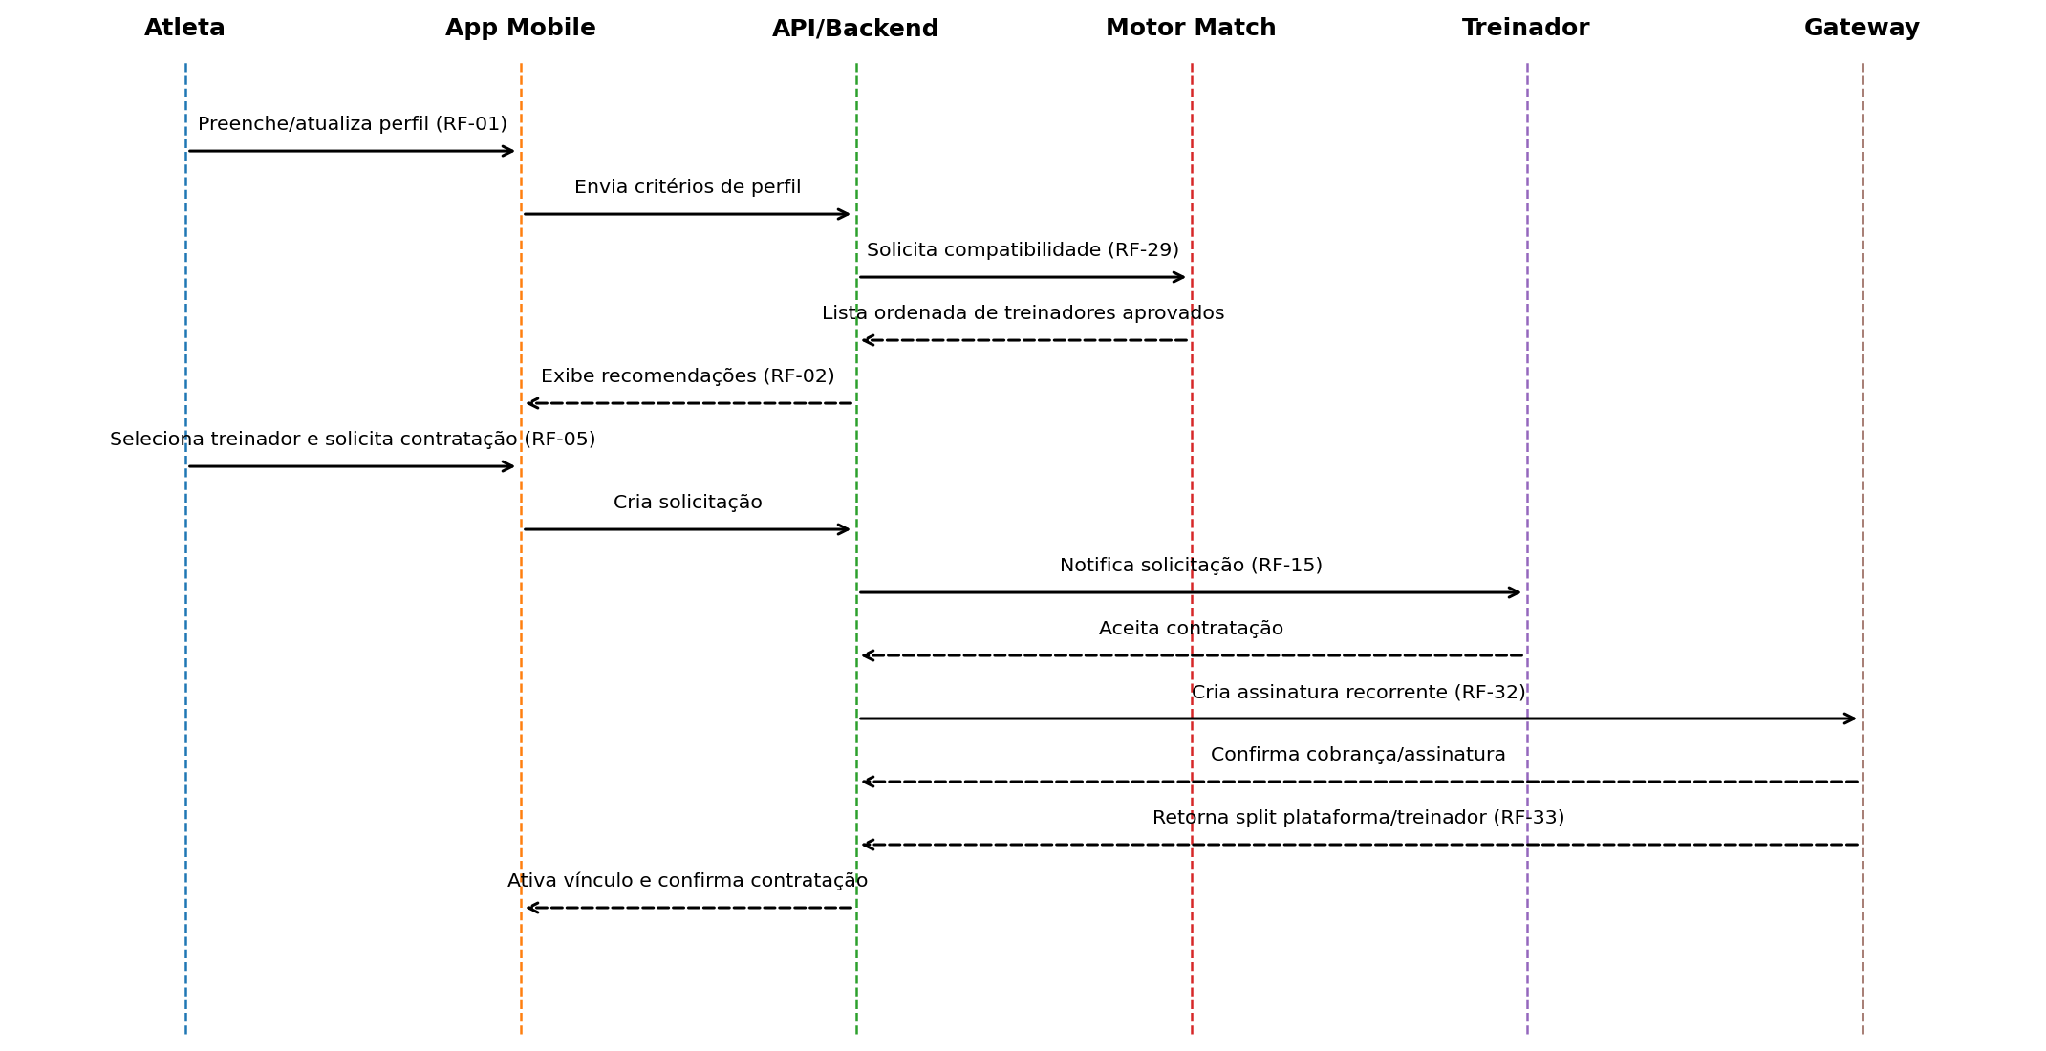 Atleta
App Mobile
API/Backend
Motor Match
Treinador
Gateway
Preenche/atualiza perfil (RF-01)
Envia critérios de perfil
Solicita compatibilidade (RF-29)
Lista ordenada de treinadores aprovados
Exibe recomendações (RF-02)
Seleciona treinador e solicita contratação (RF-05)
Cria solicitação
Notifica solicitação (RF-15)
Aceita contratação
Cria assinatura recorrente (RF-32)
Confirma cobrança/assinatura
Retorna split plataforma/treinador (RF-33)
Ativa vínculo e confirma contratação